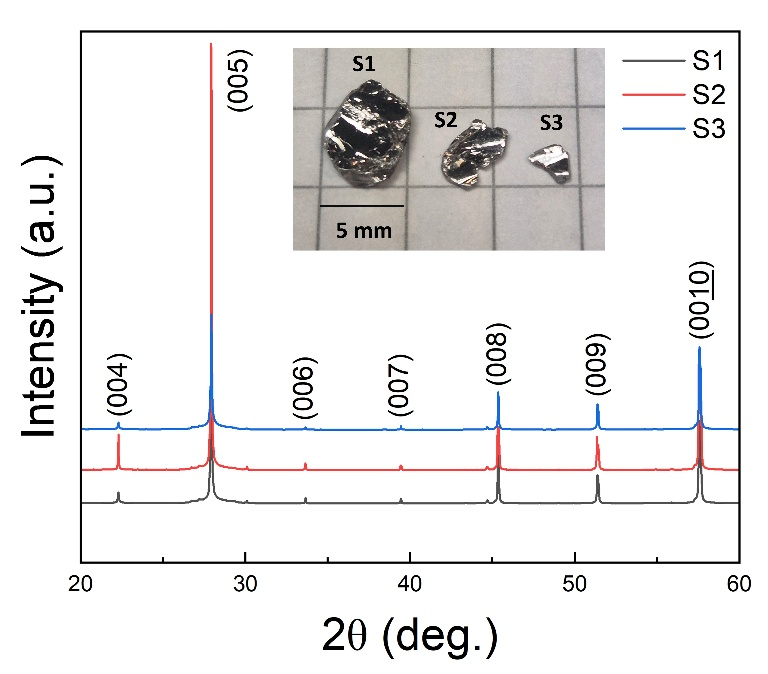 S1
S2
S3
(005)
S1
S2
S3
5 mm
(004)
(006)
(007)
(008)
(009)
(0010)
Intensity (a.u.)
20
30
40
50
60
2θ (deg.)